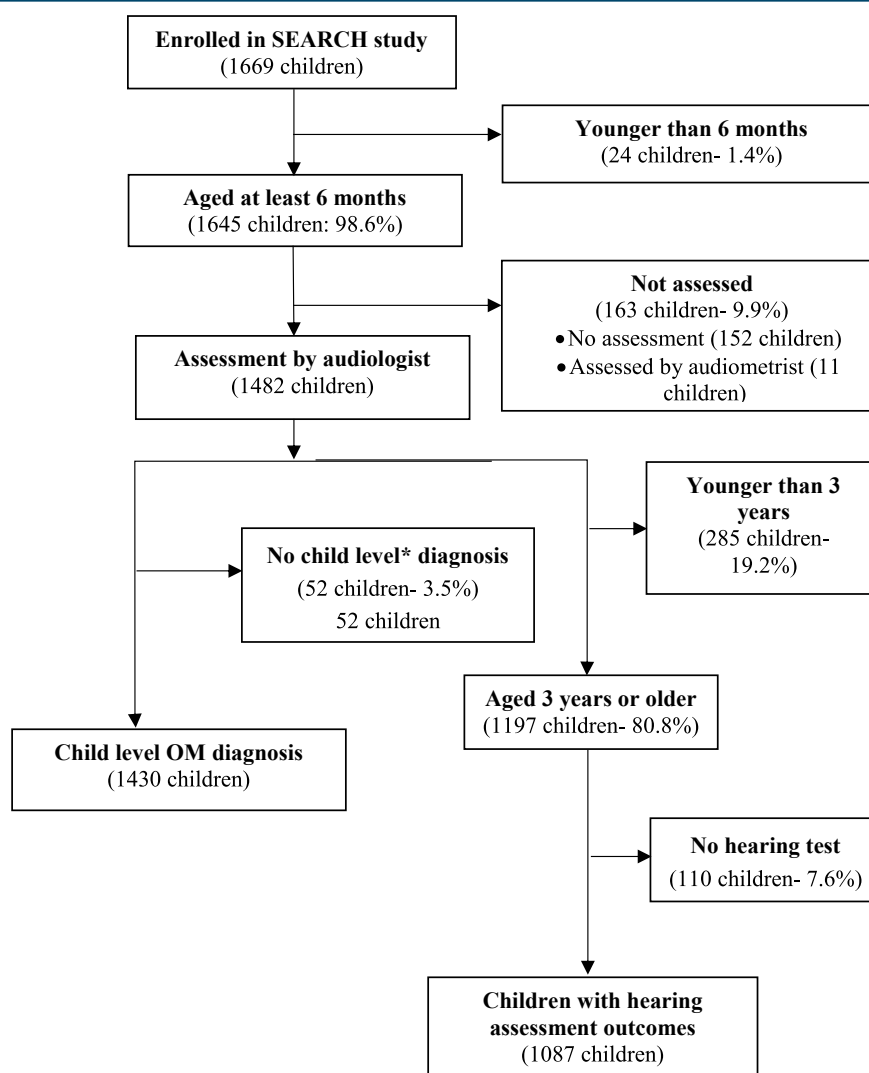 Enrolled in SEARCH study
(1669 children)
Younger than 6 months
(24 children- 1.4%)
Aged at least 6 months
(1645 children: 98.6%)
Not assessed
(163 children- 9.9%)
• No assessment (152 children)
• Assessed by audiometrist (11
children)
Assessment by audiologist
(1482 children)
Younger than 3
years
(285 children-
19.2%)
No child level* diagnosis
(52 children- 3.5%)
52 children
Aged 3 years or older
(1197 children- 80.8%)
Child level OM diagnosis
(1430 children)
No hearing test
(110 children- 7.6%)
Children with hearing
assessment outcomes
(1087 children)